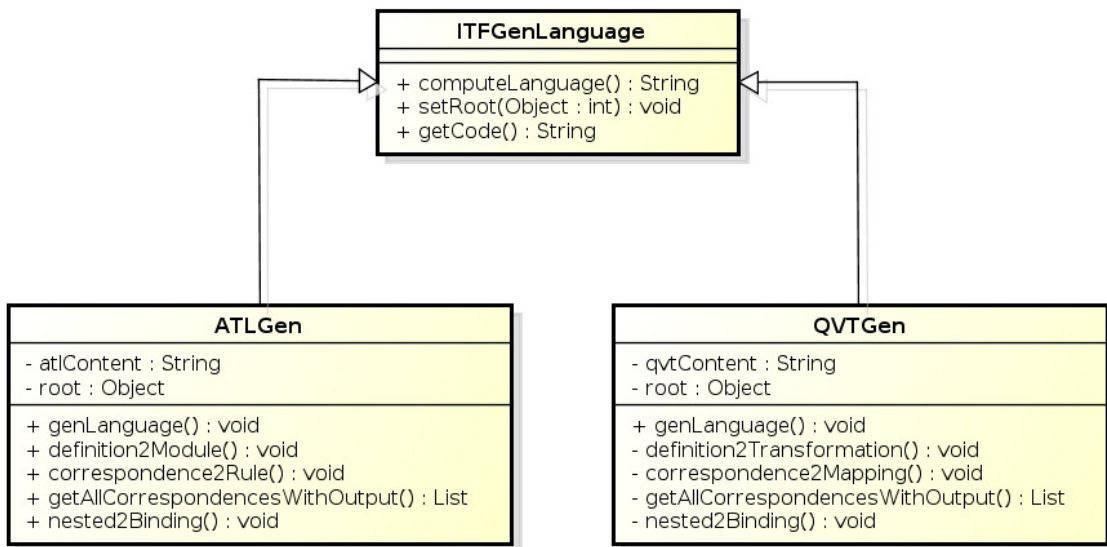 ITFGenLanguage
+ computeLanguage() : String
+ setRoot(Object : int) : void
+ getCode() : String
ATLGen
- atlContent : String
- root : Object
+ genLanguage() : void
+ definition2Module() : void
+ correspondence2Rule() : void
+ getAllCorrespondencesWithOutput() : List
+ nested2Binding() : void
QVTGen
- qvtContent : String
- root : Object
+ genLanguage() : void
- definition2Transformation() : void
- correspondence2Mapping() : void
- getAllCorrespondencesWithOutput() : List
- nested2Binding() : void